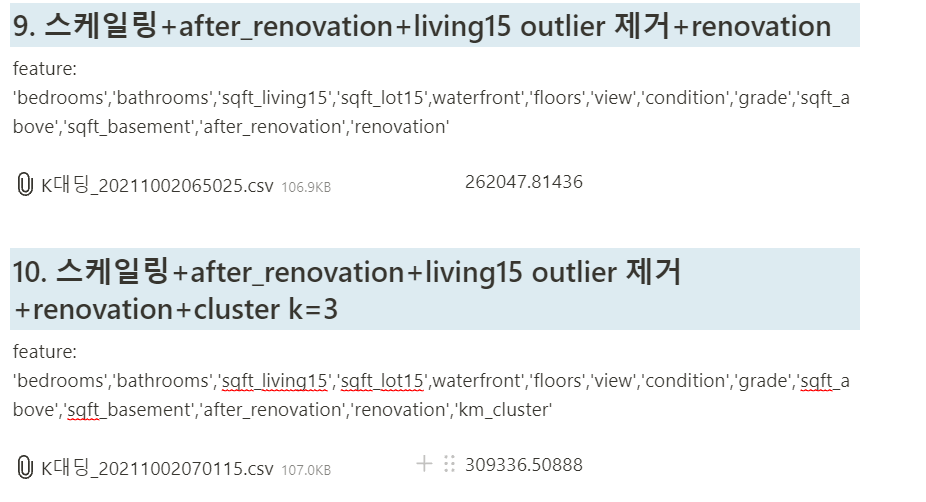 9. 스케일링+after_renovation+living15 outlier 제거+renovation
feature:
'bedrooms','bathrooms','sqft_living15','sqft_lot15',waterfront','floors','view','condition','grade','sqft_a
bove','sqft_basement','after_renovation','renovation'
K대딩_20211002065025.csv 106.9KB 262047.81436
10. 스케일링+after_renovation+living15 outlier 제거
+renovation+cluster k=3
feature:
'bedrooms','bathrooms','sqft_living15','sqft_lot15',waterfront','floors','view','condition','grade','sqft_a
bove','sqft_basement','after_renovation','renovation','km_cluster'
K대딩_20211002070115.csv 107.0KB 309336.50888